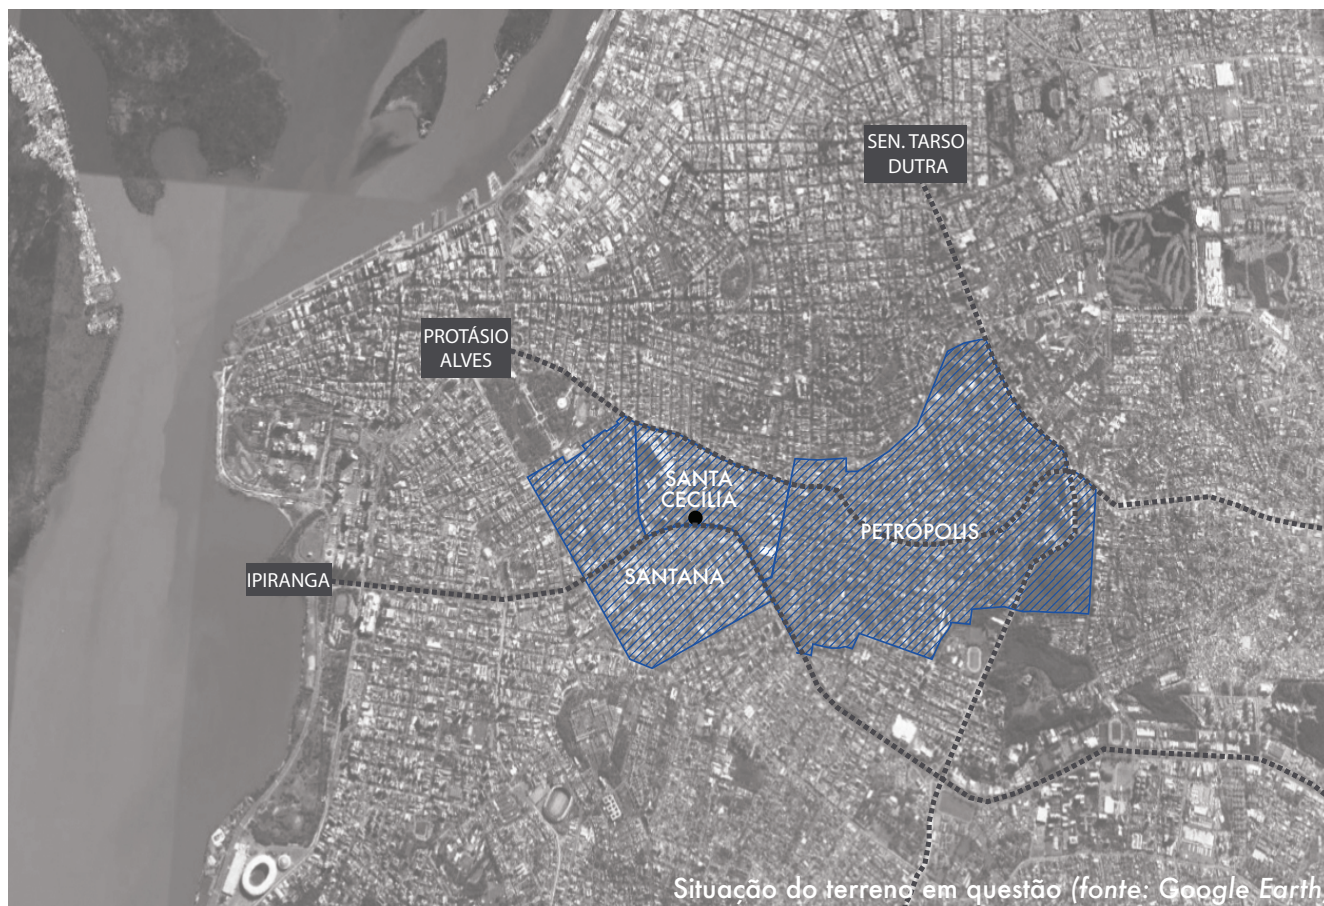 SEN. TARSO
DUTRA
PROTÁSIO
ALVES
SANTA
CECÍLIA
PETRÓPOLIS
SANTANA
IPIRANGA
Situação do terreno em questão (fonte: Google Earth